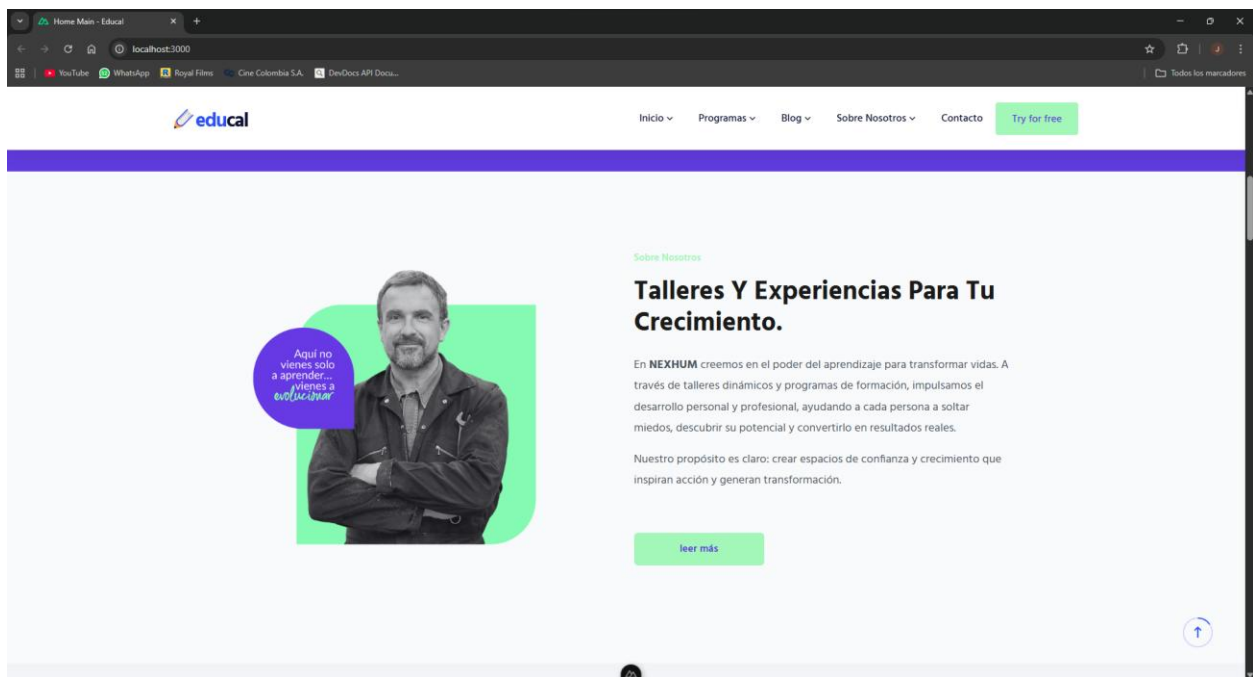 Home Main - Educal
localhost:3000
YouTube WhatsApp Royal Films Cine Colombia S.A. DevDocs API Docu... Todos los marcadores
educal
Inicio Programas Blog Sobre Nosotros Contacto Try for free
Sobre Nosotros
Talleres Y Experiencias Para Tu
Crecimiento.
Aquí no
vienes solo
a aprender...
vienes a
evolucionar
En NEXHUM creemos en el poder del aprendizaje para transformar vidas. A
través de talleres dinámicos y programas de formación, impulsamos el
desarrollo personal y profesional, ayudando a cada persona a soltar
miedos, descubrir su potencial y convertirlo en resultados reales.
Nuestro propósito es claro: crear espacios de confianza y crecimiento que
inspiran acción y generan transformación.
leer más